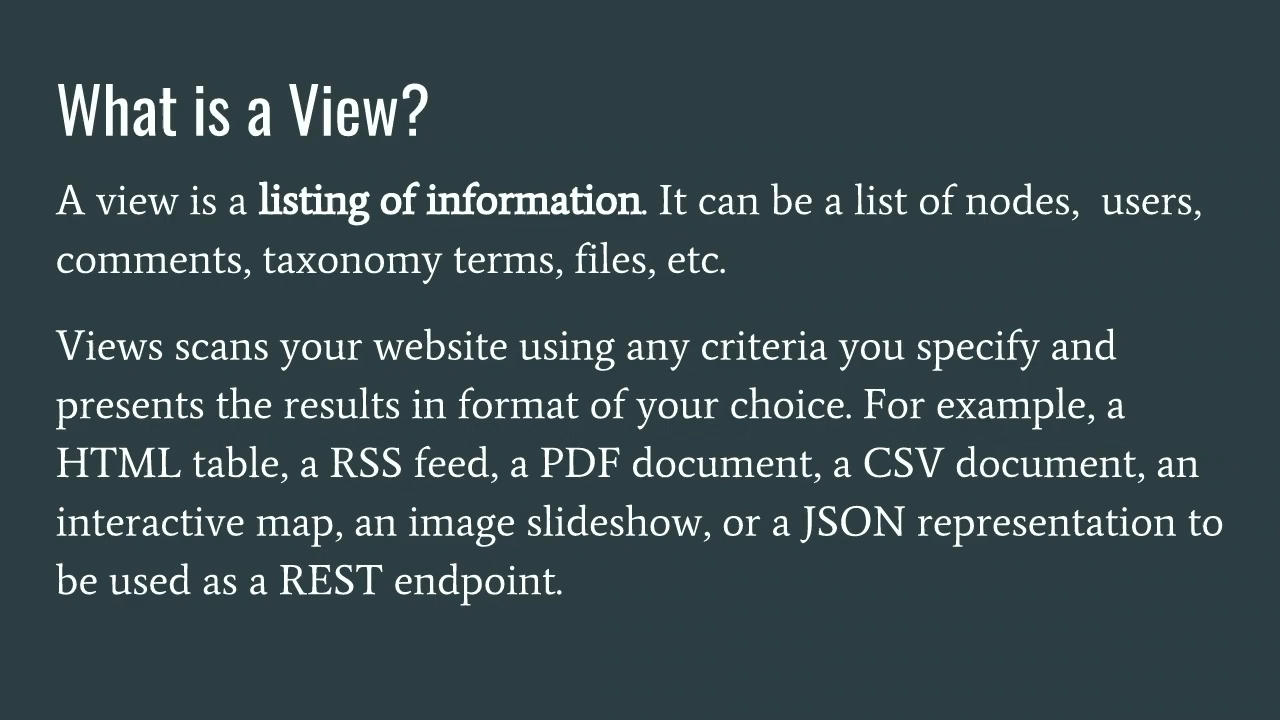 What is a View?
A view is a listing of information. It can be a list of nodes,  users,
comments, taxonomy terms, files, etc.
Views scans your website using any criteria you specify and
presents the results in format of your choice. For example, a
HTML table, a RSS feed, a PDF document, a CSV document, an
interactive map, an image slideshow, or a JSON representation to
be used as a REST endpoint.